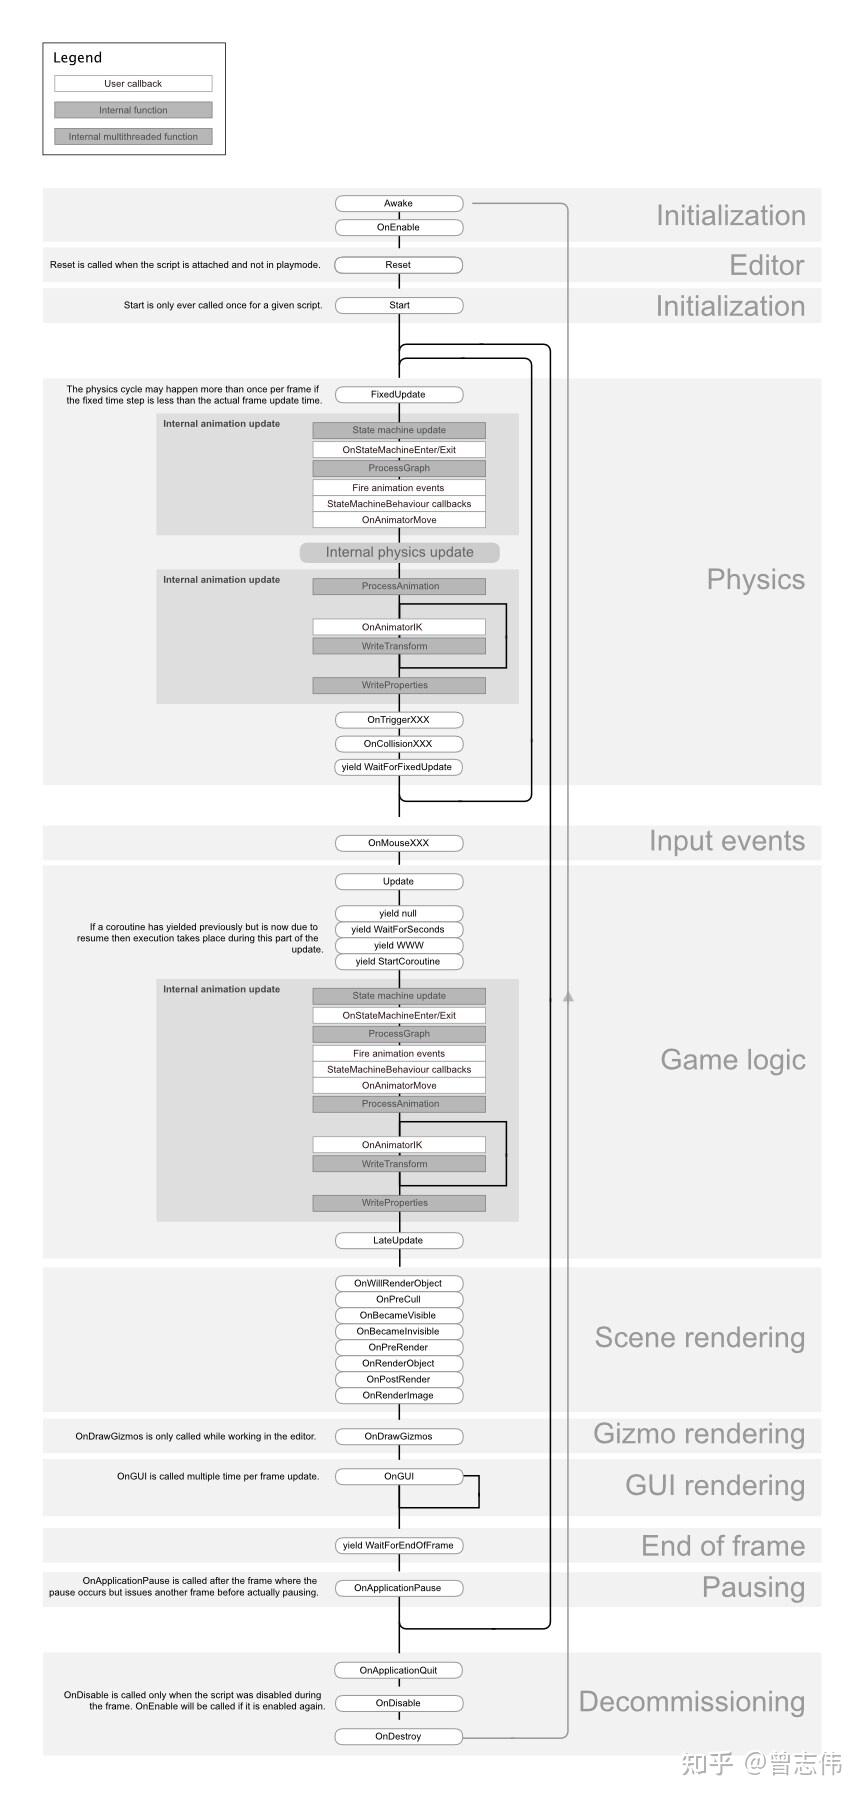 Legend
User callback
Internal function
Internal multithreaded function
Awake
Initialization
OnEnable
Reset is called when the script is attached and not in playmode.
Reset
Editor
Start is only ever called once for a given script.
Start
Initialization
The physics cycle may happen more than once per frame if
the fixed time step is less than the actual frame update time.
FixedUpdate
Internal animation update
State machine update
OnStateMachineEnter/Exit
ProcessGraph
Fire animation events
StateMachineBehaviour callbacks
OnAnimatorMove
Internal physics update
Physics
Internal animation update
ProcessAnimation
OnAnimatorIK
WriteTransform
WriteProperties
OnTriggerXXX
OnCollisionXXX
yield WaitForFixedUpdate
OnMouseXXX
Input events
Update
If a coroutine has yielded previously but is now due to
resume then execution takes place during this part of the
update.
yield null
yield WaitForSeconds
yield WWW
yield StartCoroutine
Internal animation update
State machine update
OnStateMachineEnter/Exit
ProcessGraph
Fire animation events
StateMachineBehaviour callbacks
OnAnimatorMove
ProcessAnimation
Game logic
OnAnimatorIK
WriteTransform
WriteProperties
LateUpdate
OnWillRenderObject
OnPreCull
OnBecameVisible
OnBecameInvisible
OnPreRender
OnRenderObject
OnPostRender
OnRenderImage
Scene rendering
OnDrawGizmos is only called while working in the editor.
OnDrawGizmos
Gizmo rendering
OnGUI is called multiple time per frame update.
OnGUI
GUI rendering
yield WaitForEndOfFrame
End of frame
OnApplicationPause is called after the frame where the
pause occurs but issues another frame before actually pausing.
OnApplicationPause
Pausing
OnApplicationQuit
OnDisable is called only when the script was disabled during
the frame. OnEnable will be called if it is enabled again.
OnDisable
Decommissioning
OnDestroy
知乎 @曾志伟